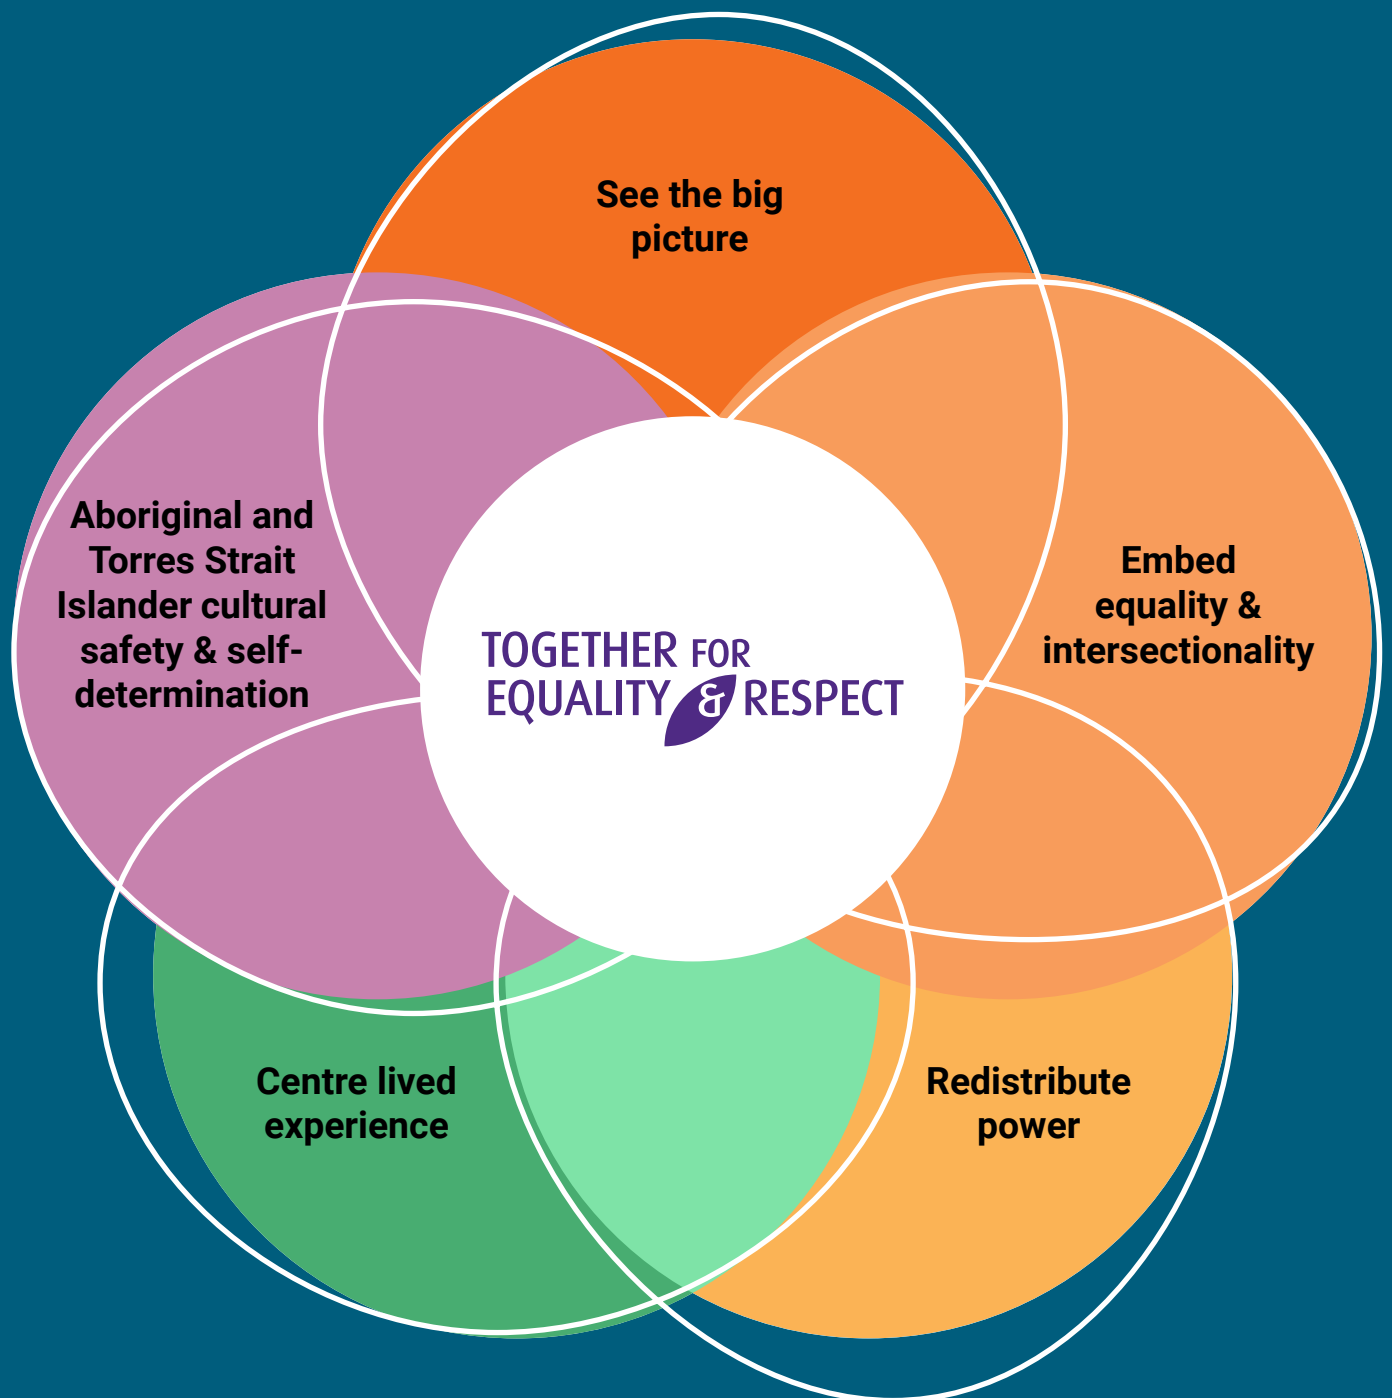 See the big
picture
Aboriginal and
Torres Strait
Islander cultural
safety & self-
determination
TOGETHER FOR
EQUALITY & RESPECT
Embed
equality &
intersectionality
Centre lived
experience
Redistribute
power